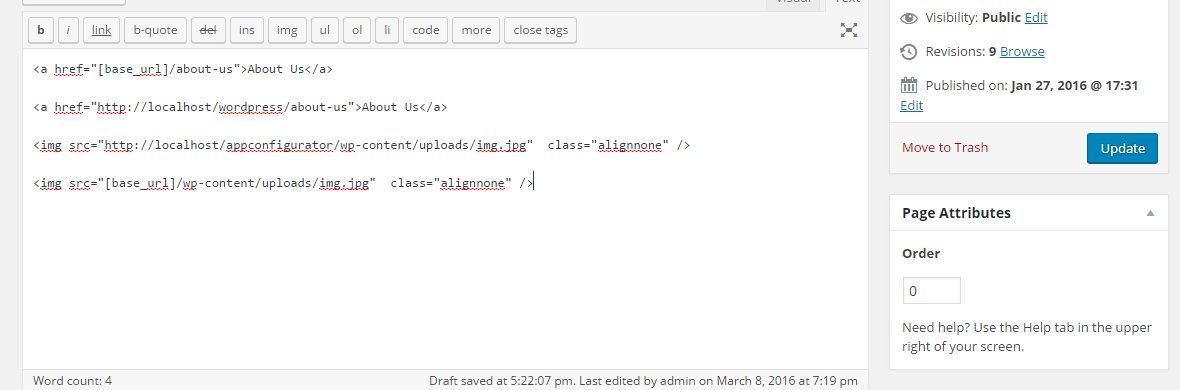 Visual Text
b i link b-quote del ins img ul ol li code more close tags
<a href="[base_url]/about-us">About Us</a>
<a href="http://localhost/wordpress/about-us">About Us</a>
<img src="http://localhost/appconfigurator/wp-content/uploads/img.jpg"  class="alignnone" />
<img src="[base_url]/wp-content/uploads/img.jpg"  class="alignnone" />
Word count: 4
Draft saved at 5:22:07 pm. Last edited by admin on March 8, 2016 at 7:19 pm
Visibility: Public Edit
Revisions: 9 Browse
Published on: Jan 27, 2016 @ 17:31
Edit
Move to Trash
Update
Page Attributes
Order
0
Need help? Use the Help tab in the upper
right of your screen.